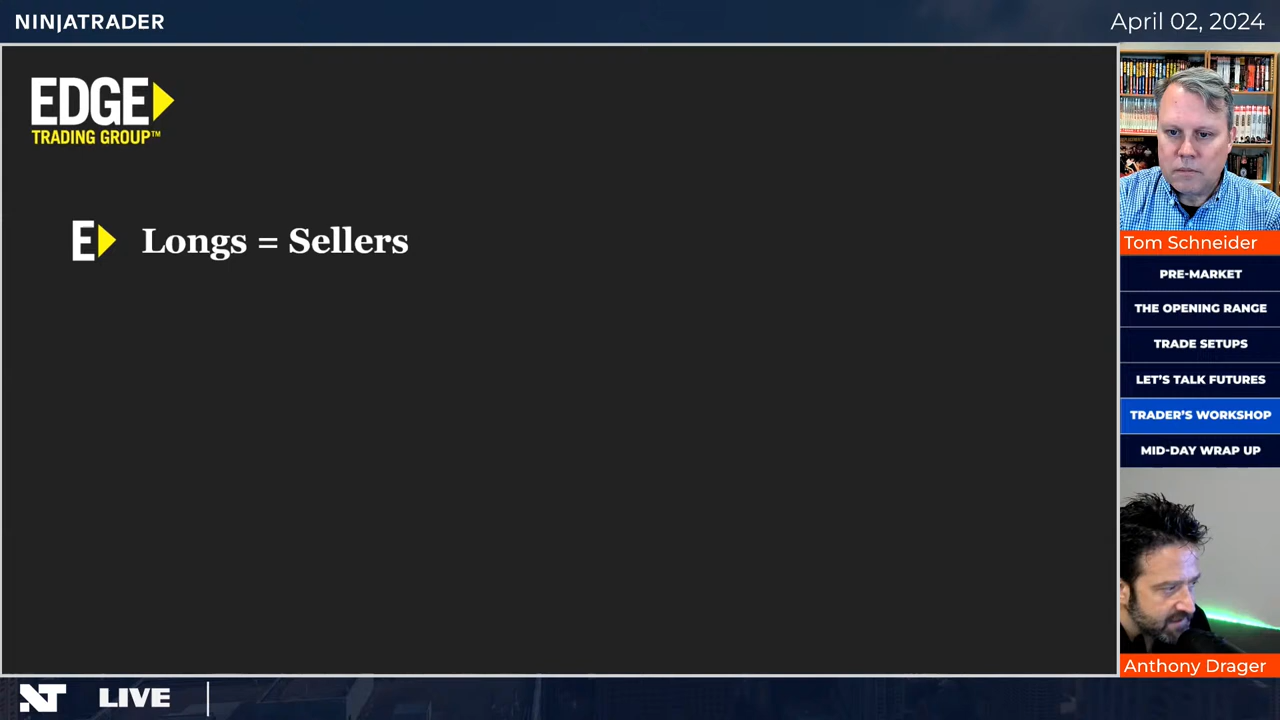 NINJATRADER
April 02, 2024
EDGE
TRADING GROUP™
E Longs = Sellers
Tom Schneider
PRE-MARKET
THE OPENING RANGE
TRADE SETUPS
LET'S TALK FUTURES
TRADER'S WORKSHOP
MID-DAY WRAP UP
Anthony Drager
NT LIVE